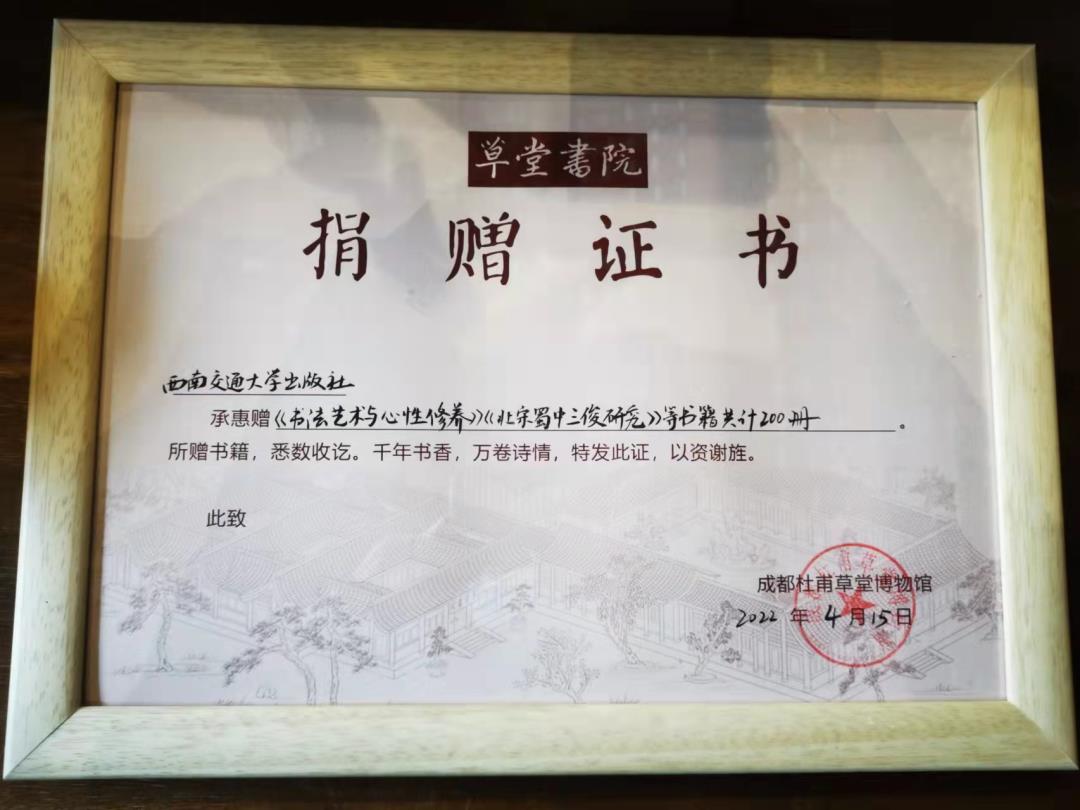 草堂書院
捐赠证书
西南交通大学出版社
承惠赠《书法艺术与心性修养》《北宋蜀中三俊研究》等书籍共计200册。
所赠书籍，悉数收讫。千年书香，万卷诗情，特发此证，以资谢旌。
此致
成都杜甫草堂博物馆
2022年4月15日